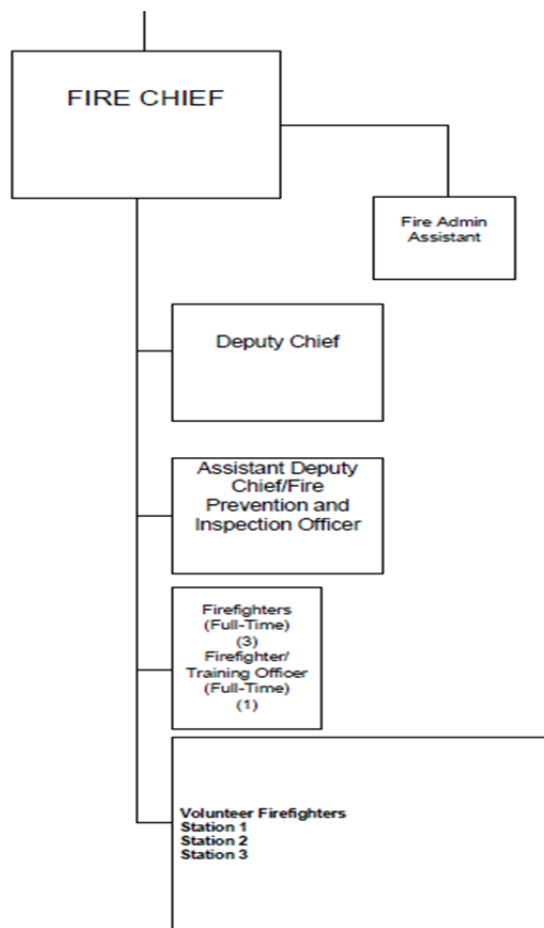 FIRE CHIEF
Fire Admin
Assistant
Deputy Chief
Assistant Deputy
Chief/Fire
Prevention and
Inspection Officer
Firefighters
(Full-Time)
(3)
Firefighter/
Training Officer
(Full-Time)
(1)
Volunteer Firefighters
Station 1
Station 2
Station 3